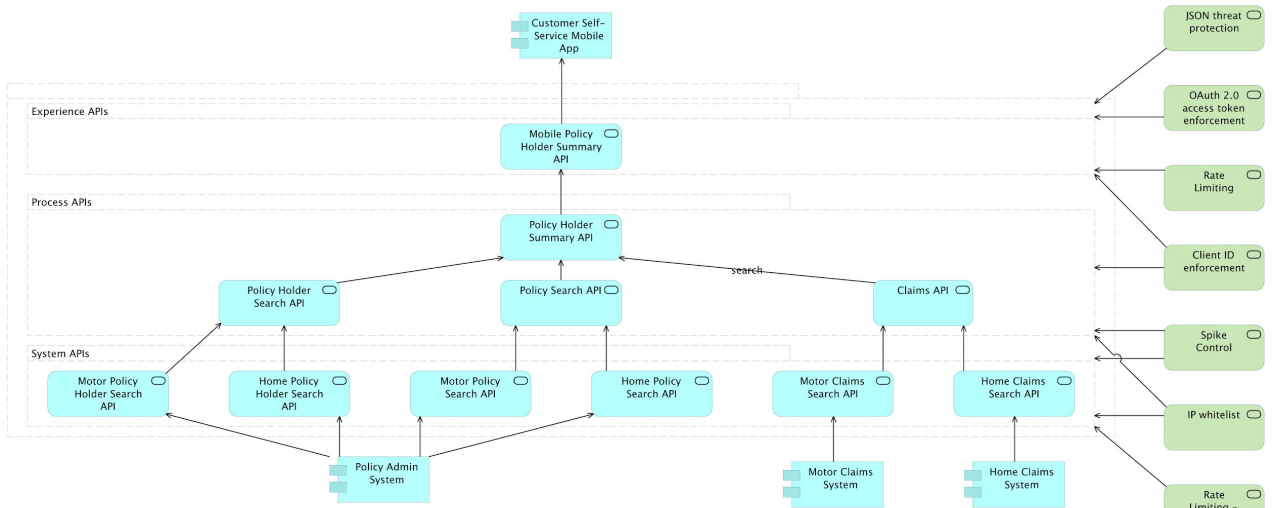 Customer Self-
Service Mobile
App
JSON threat
protection
Experience APIs
OAuth 2.0
access token
enforcement
Mobile Policy
Holder Summary
API
Rate
Limiting
Process APIs
Policy Holder
Summary API
Client ID
enforcement
search
Policy Holder
Search API
Policy Search API
Claims API
Spike
Control
System APIs
Motor Policy
Holder Search
API
Home Policy
Holder Search
API
Motor Policy
Search API
Home Policy
Search API
Motor Claims
Search API
Home Claims
Search API
IP whitelist
Policy Admin
System
Motor Claims
System
Home Claims
System
Rate
Limiting -